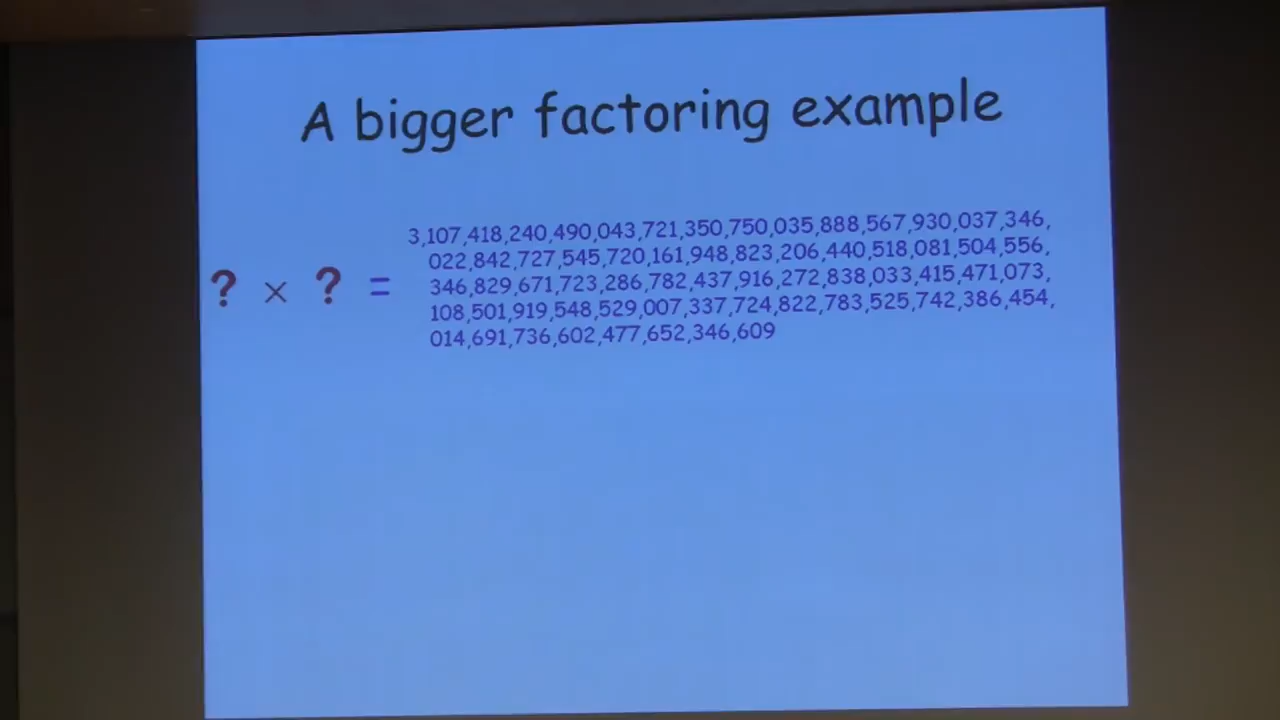 A bigger factoring example
3,107,418,240,490,043,721,350,750,035,888,567,930,037,346,
022,842,727,545,720,161,948,823,206,440,518,081,504,556,
? × ? =
346,829,671,723,286,782,437,916,272,838,033,415,471,073,
108,501,919,548,529,007,337,724,822,783,525,742,386,454,
014,691,736,602,477,652,346,609